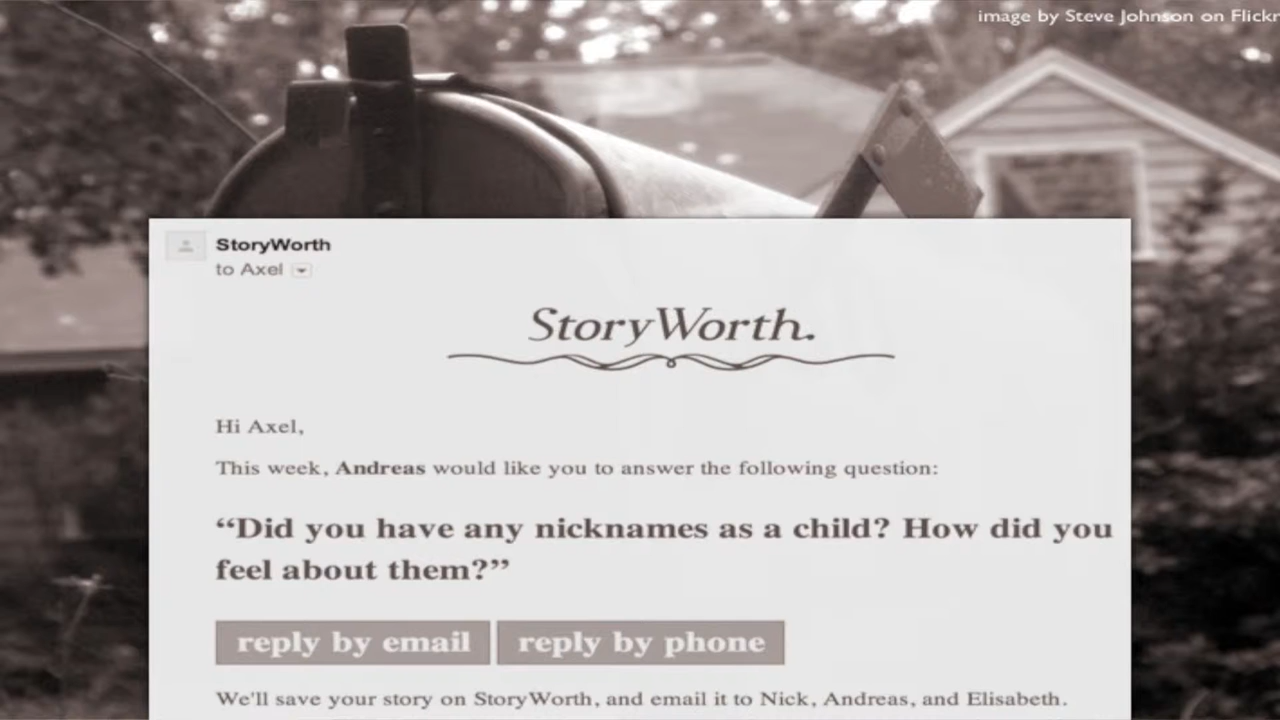 image by Steve Johnson on Flickr
StoryWorth
to Axel
StoryWorth.
Hi Axel,
This week, Andreas would like you to answer the following question:
“Did you have any nicknames as a child? How did you
feel about them?”
reply by email reply by phone
We'll save your story on StoryWorth, and email it to Nick, Andreas, and Elisabeth.